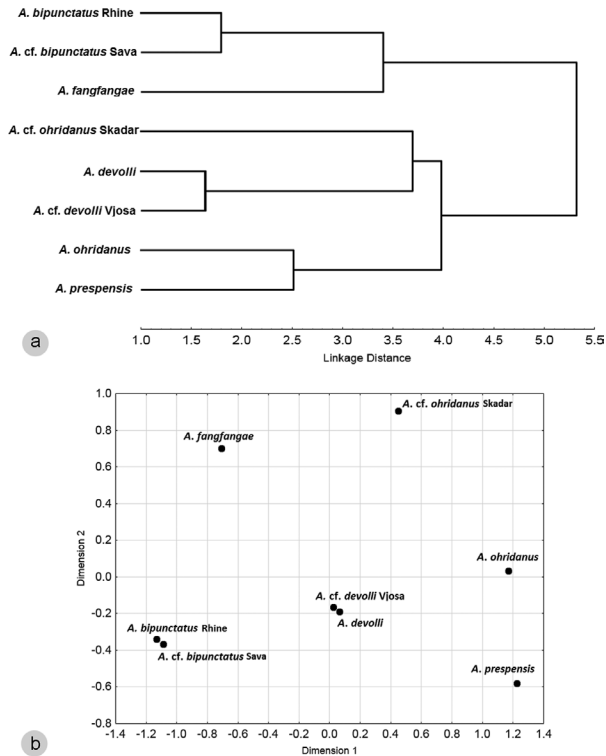 A. bipunctatus Rhine
A. cf. bipunctatus Sava
A. fangfangae
A. cf. ohridanus Skadar
A. devolli
A. cf. devolli Vjosa
A. ohridanus
A. prespensis
1.0 1.5 2.0 2.5 3.0 3.5 4.0 4.5 5.0 5.5
Linkage Distance
a
1.0
0.8
0.6
0.4
0.2
0.0
-0.2
-0.4
-0.6
-0.8
Dimension 2
A. cf. ohridanus Skadar
A. fangfangae
A. ohridanus
A. cf. devolli Vjosa
A. devolli
A. bipunctatus Rhine
A. cf. bipunctatus Sava
A. prespensis
-1.4 -1.2 -1.0 -0.8 -0.6 -0.4 -0.2 0.0 0.2 0.4 0.6 0.8 1.0 1.2 1.4
Dimension 1
b